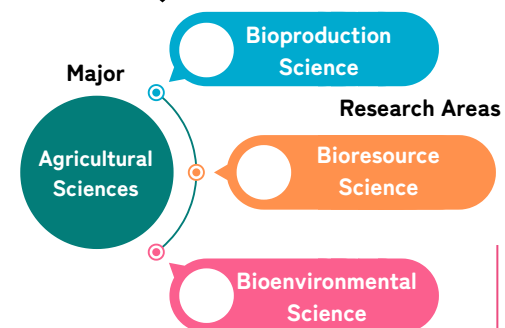 Bioproduction
Science
Major
Research Areas
Agricultural
Sciences
Bioresource
Science
Bioenvironmental
Science